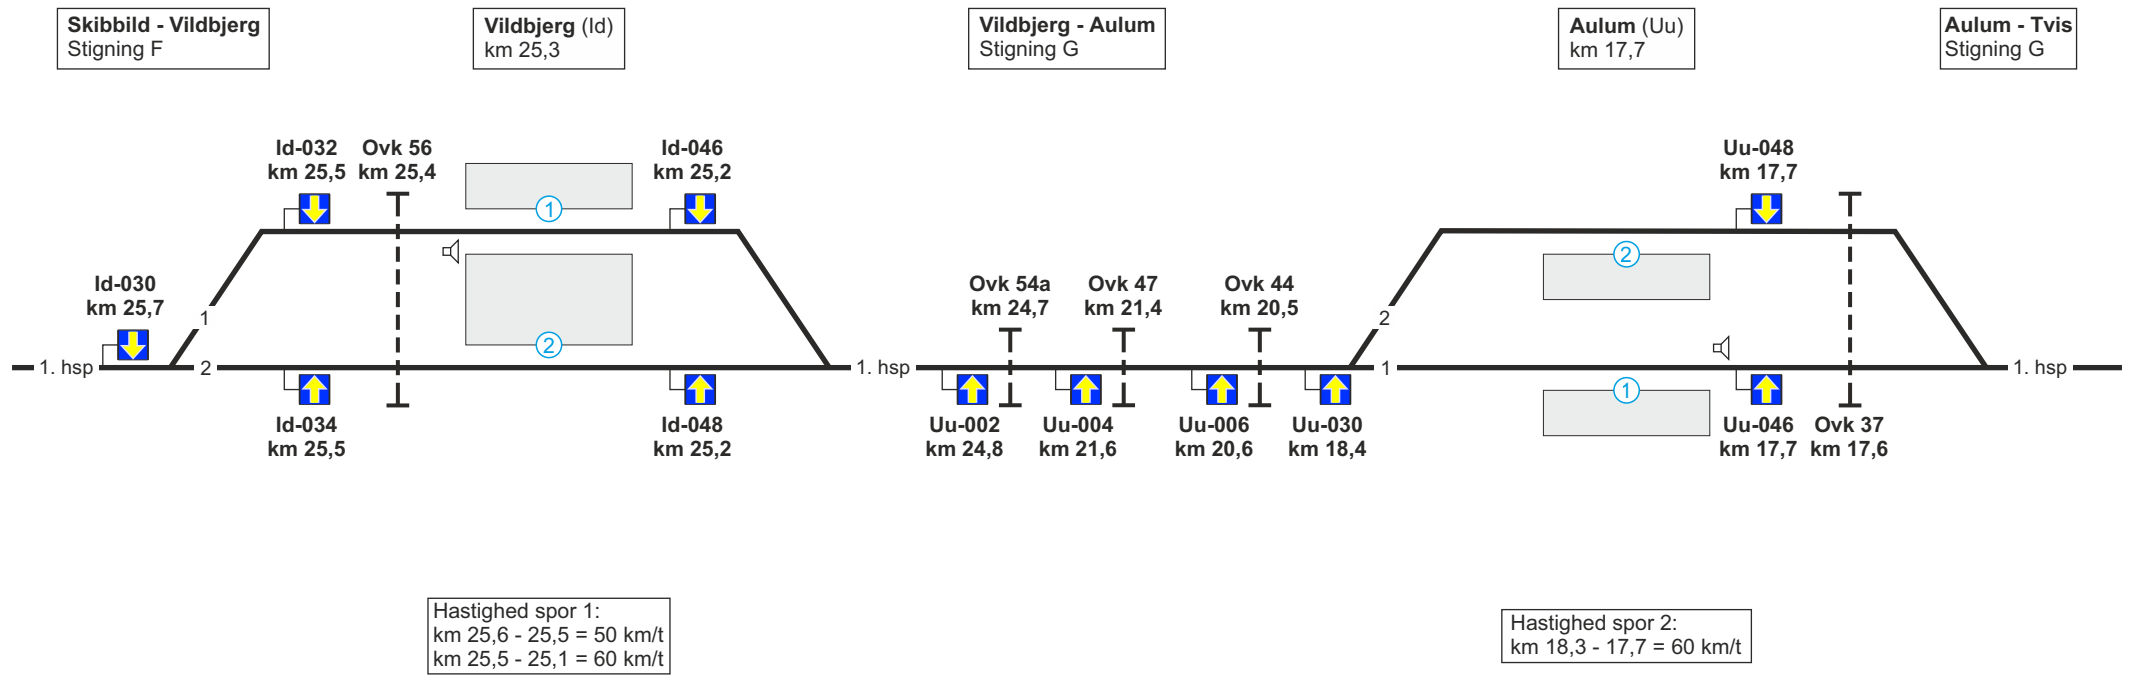 Skibbild - Vildbjerg
Stigning F
Vildbjerg (Id)
km 25,3
Vildbjerg - Aulum
Stigning G
Aulum (Uu)
km 17,7
Aulum - Tvis
Stigning G
Id-032
km 25,5
Ovk 56
km 25,4
Id-046
km 25,2
Uu-048
km 17,7
1
2
Id-030
km 25,7
Ovk 54a
km 24,7
Ovk 47
km 21,4
Ovk 44
km 20,5
1
2
2
1. hsp
2
1. hsp
1
1. hsp
1
Id-034
km 25,5
Id-048
km 25,2
Uu-002
km 24,8
Uu-004
km 21,6
Uu-006
km 20,6
Uu-030
km 18,4
Uu-046
km 17,7
Ovk 37
km 17,6
Hastighed spor 1:
km 25,6 - 25,5 = 50 km/t
km 25,5 - 25,1 = 60 km/t
Hastighed spor 2:
km 18,3 - 17,7 = 60 km/t